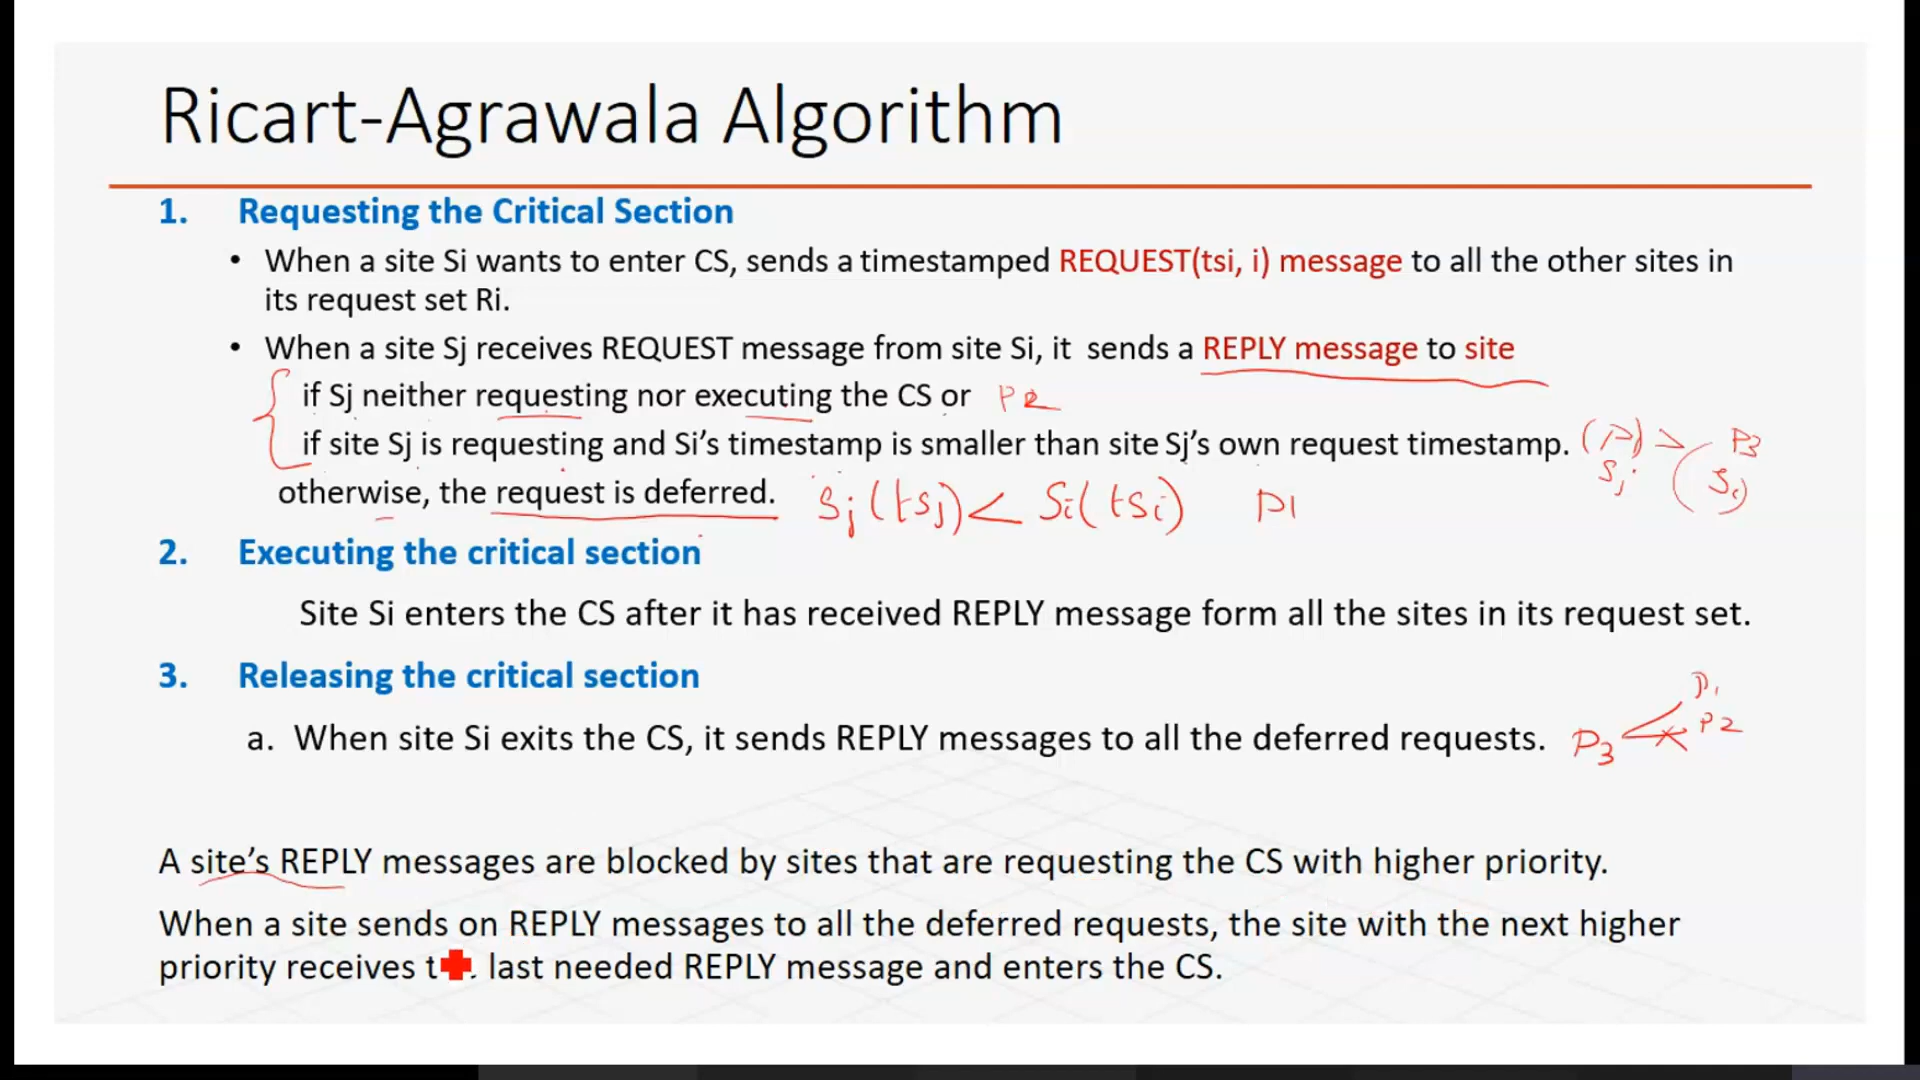 Ricart-Agrawala Algorithm
1. Requesting the Critical Section
• When a site Si wants to enter CS, sends a timestamped REQUEST(tsi, i) message to all the other sites in
its request set Ri.
• When a site Sj receives REQUEST message from site Si, it sends a REPLY message to site
if Sj neither requesting nor executing the CS or P2
if site Sj is requesting and Si's timestamp is smaller than site Sj's own request timestamp. (P1) > P3
Sj (Si)
otherwise, the request is deferred. Sj(tsj) < Si(tsi) P1
2. Executing the critical section
Site Si enters the CS after it has received REPLY message form all the sites in its request set.
3. Releasing the critical section
P1
a. When site Si exits the CS, it sends REPLY messages to all the deferred requests. P3 P2
A site's REPLY messages are blocked by sites that are requesting the CS with higher priority.
When a site sends on REPLY messages to all the deferred requests, the site with the next higher
priority receives last needed REPLY message and enters the CS.